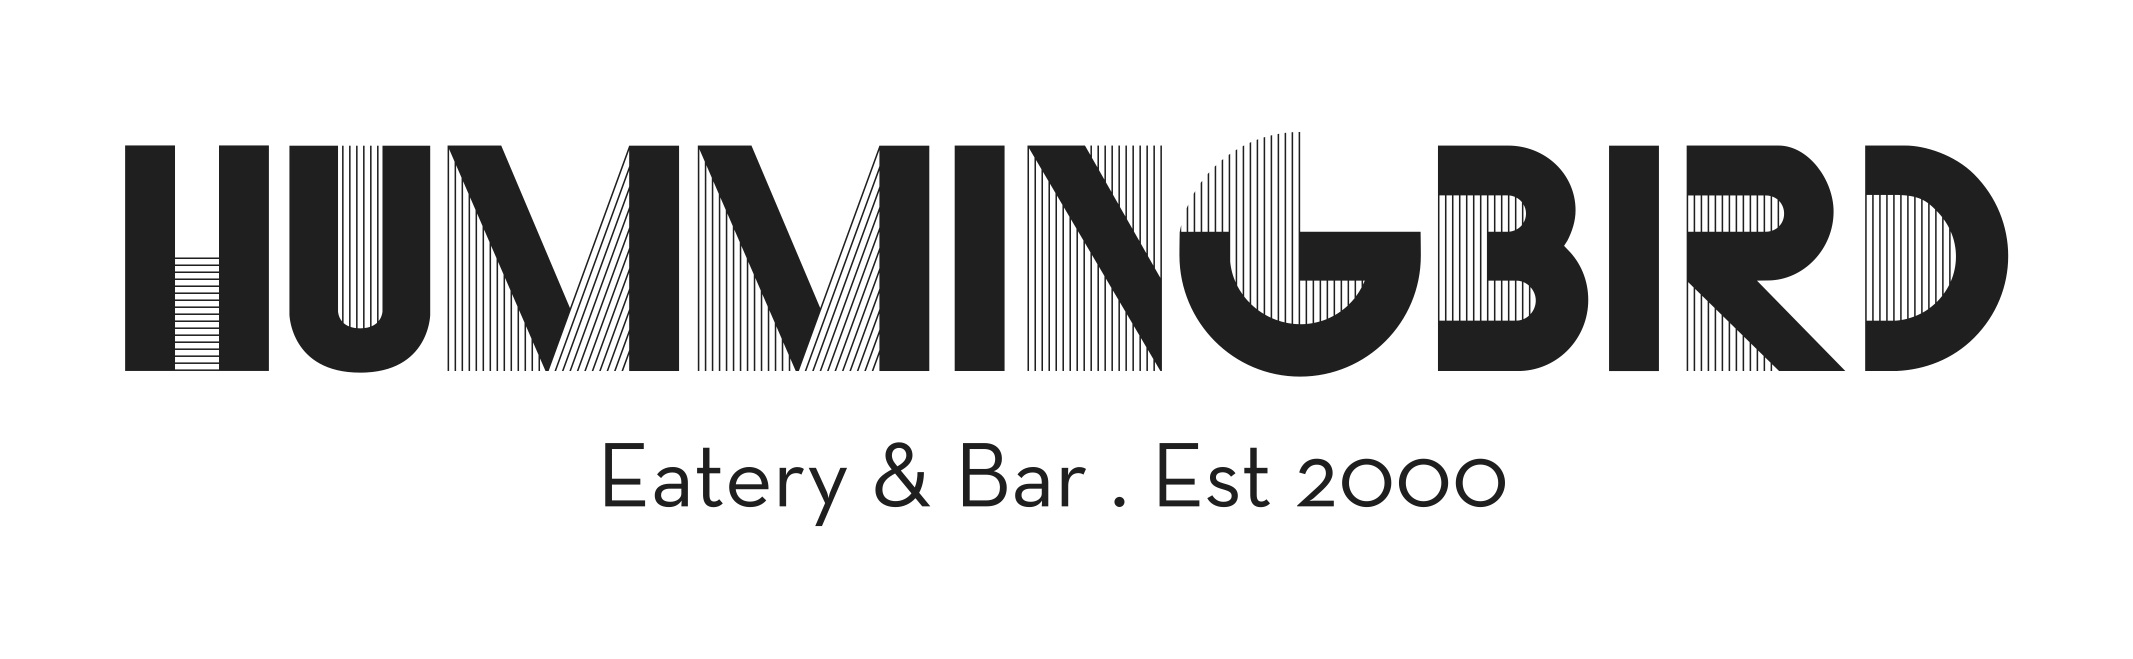 HUMMINGBIRD
Eatery & Bar . Est 2000